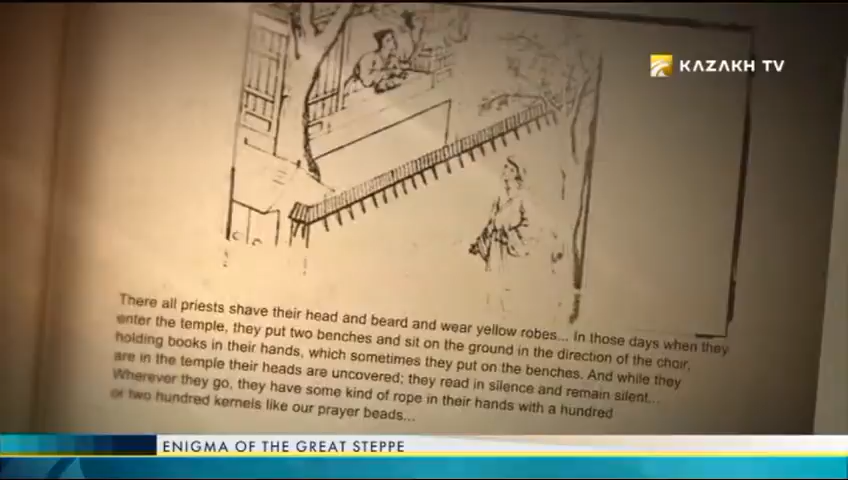 KAZAKH TV
There all priests shave their head and beard and wear yellow robes... In those days when they
enter the temple, they put two benches and sit on the ground in the direction of the choir,
holding books in their hands, which sometimes they put on the benches. And while they
are in the temple their heads are uncovered; they read in silence and remain silent...
Wherever they go, they have some kind of rope in their hands with a hundred
or two hundred kernels like our prayer beads...
ENIGMA OF THE GREAT STEPPE